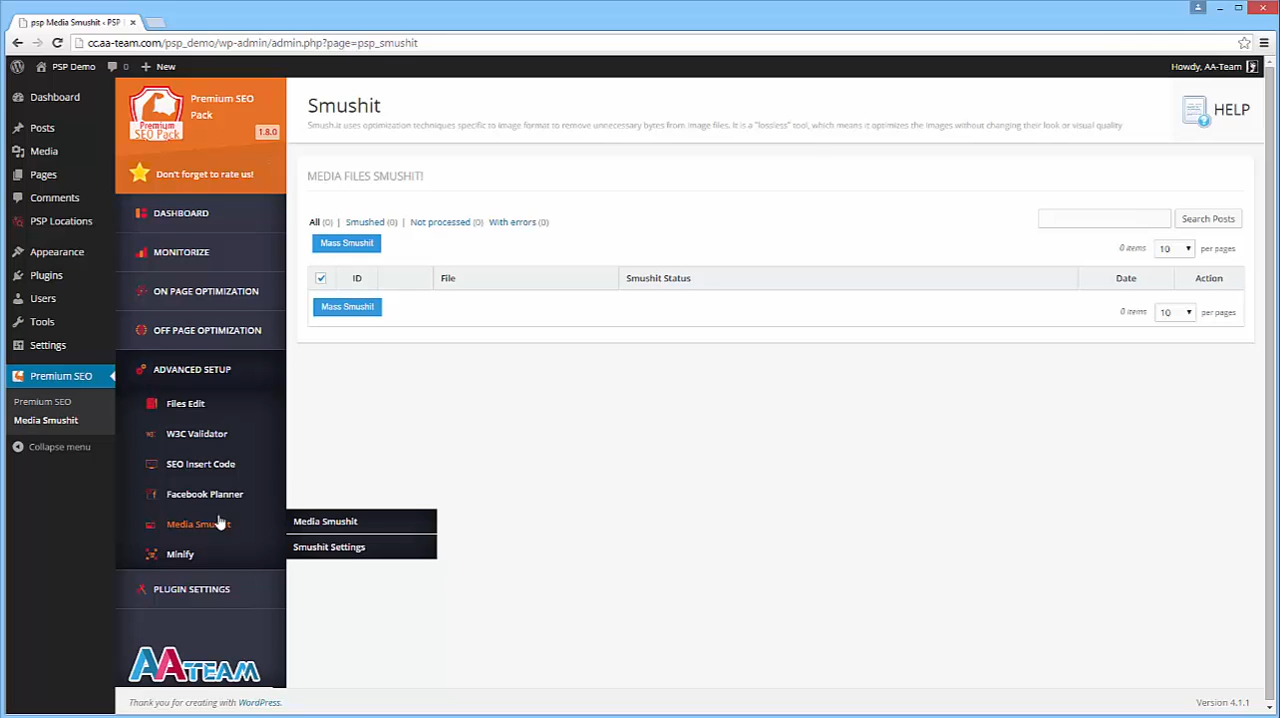 psp Media Smushit ‹ PSP
cc.aa-team.com/psp_demo/wp-admin/admin.php?page=psp_smushit
PSP Demo 0 New
Howdy, AA-Team
Dashboard
Posts
Media
Pages
Comments
PSP Locations
Appearance
Plugins
Users
Tools
Settings
Premium SEO
Premium SEO
Media Smushit
Collapse menu
Premium SEO Pack
Premium SEO Pack
1.8.0
Don't forget to rate us!
DASHBOARD
MONITORIZE
ON PAGE OPTIMIZATION
OFF PAGE OPTIMIZATION
ADVANCED SETUP
Files Edit
W3C Validator
SEO Insert Code
Facebook Planner
Media Smushit
Minify
PLUGIN SETTINGS
Media Smushit
Smushit Settings
AATEAM
Smushit
Smush.it uses optimization techniques specific to image format to remove unnecessary bytes from image files. It is a "lossless" tool, which means it optimizes the images without changing their look or visual quality
HELP
MEDIA FILES SMUSHIT!
All (0) | Smushed (0) | Not processed (0) | With errors (0)
Search Posts
Mass Smushit
0 items 10 per pages
ID File Smushit Status Date Action
Mass Smushit
0 items 10 per pages
Thank you for creating with WordPress.
Version 4.1.1